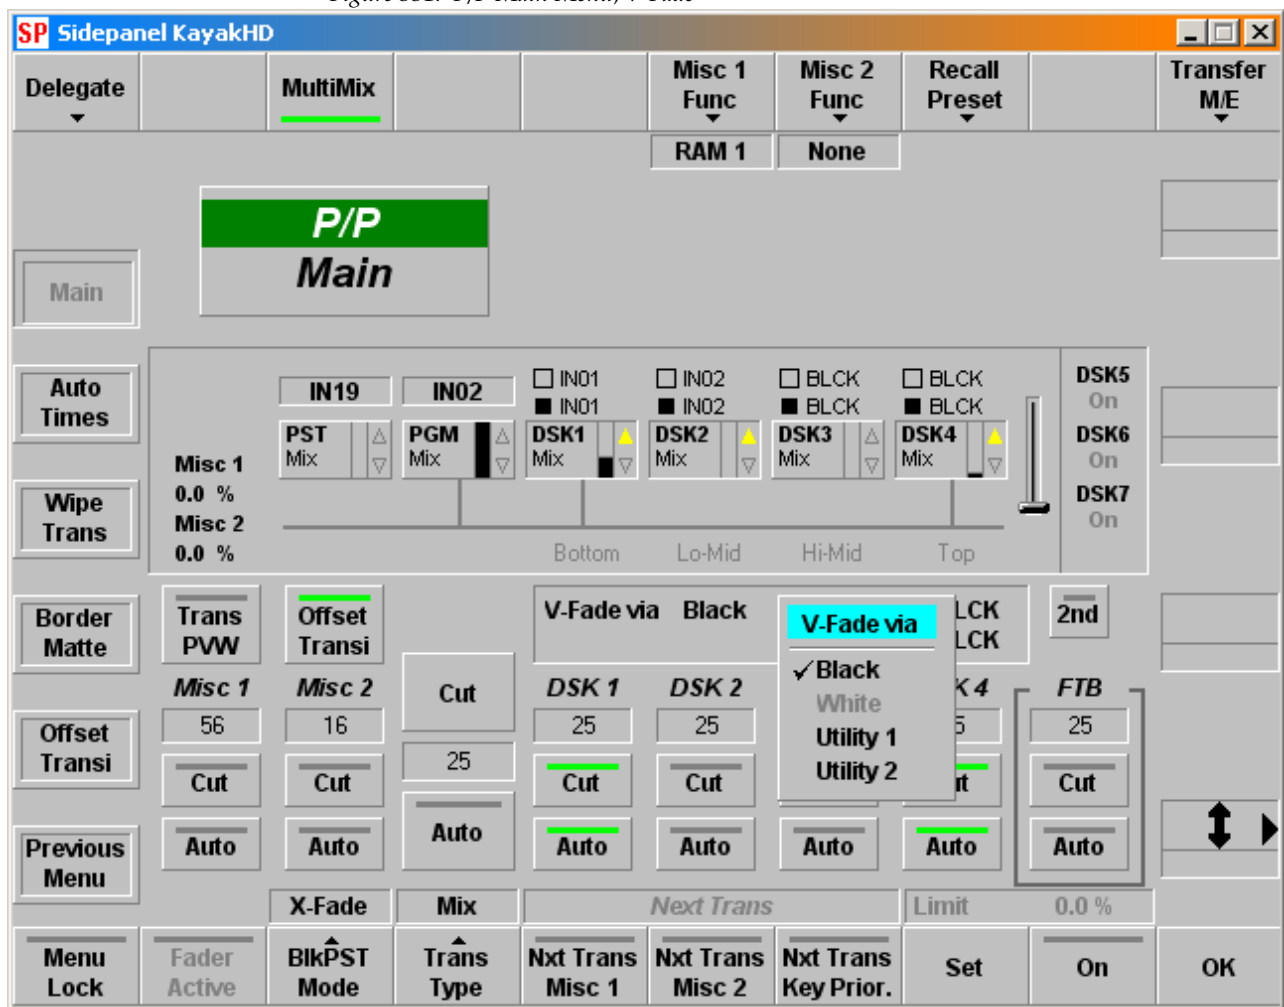 SP Sidepanel KayakHD
Delegate MultiMix Misc 1 Func Misc 2 Func Recall Preset Transfer M/E
RAM 1 None
P/P
Main
Main
Auto Times
Wipe Trans
Border Matte
Offset Transi
Previous Menu
Misc 1
0.0 %
Misc 2
0.0 %
IN19 IN02
IN01 IN02 BLCK BLCK
IN01 IN02 BLCK BLCK
PST PGM DSK1 DSK2 DSK3 DSK4
Mix Mix Mix Mix Mix Mix
Bottom Lo-Mid Hi-Mid Top
DSK5
On
DSK6
On
DSK7
On
Trans PVW
Offset Transi
V-Fade via Black
LCK
LCK
2nd
V-Fade via
Black
White
Utility 1
Utility 2
Misc 1 Misc 2 Cut DSK 1 DSK 2 K 4 FTB
56 16 25 25 5 25
25
Cut Cut Cut Cut ut Cut
Auto Auto Auto Auto Auto Auto Auto Auto
X-Fade Mix Next Trans Limit 0.0 %
Menu Lock
Fader Active
BlkPST Mode
Trans Type
Nxt Trans Misc 1
Nxt Trans Misc 2
Nxt Trans Key Prior.
Set
On
OK